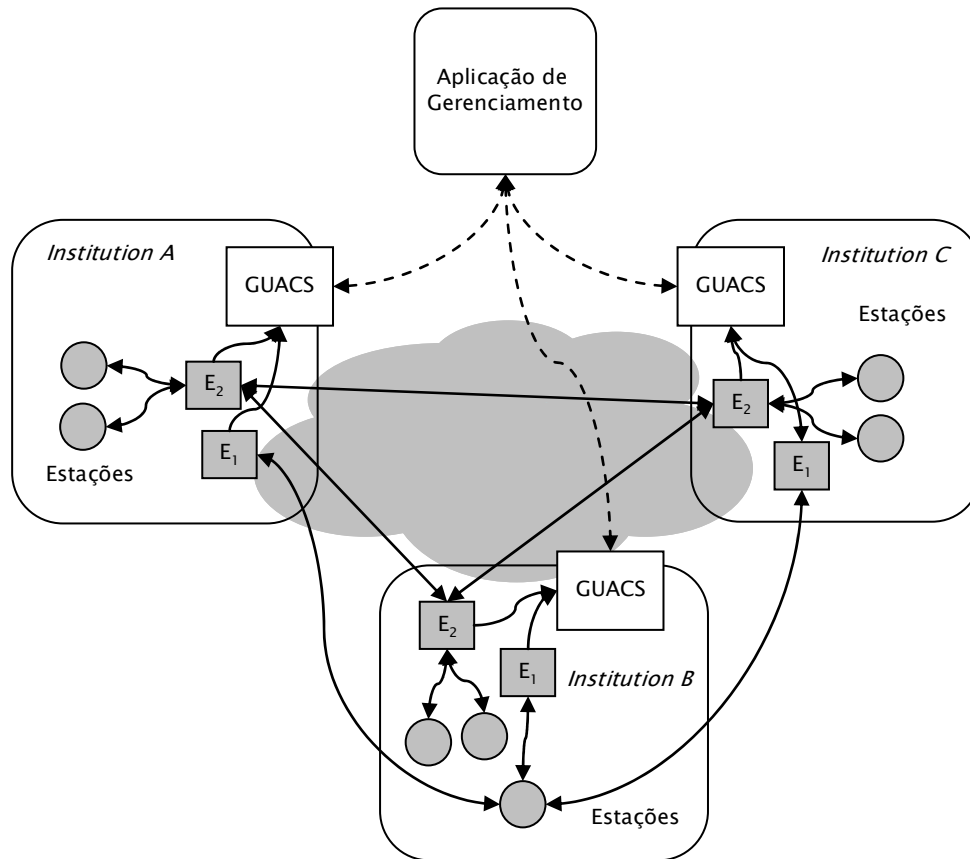 Aplicação de
Gerenciamento
Institution A
GUACS
E₂
E₁
Estações
GUACS
Institution C
Estações
E₂
E₁
GUACS
E₂
E₁
Institution B
Estações